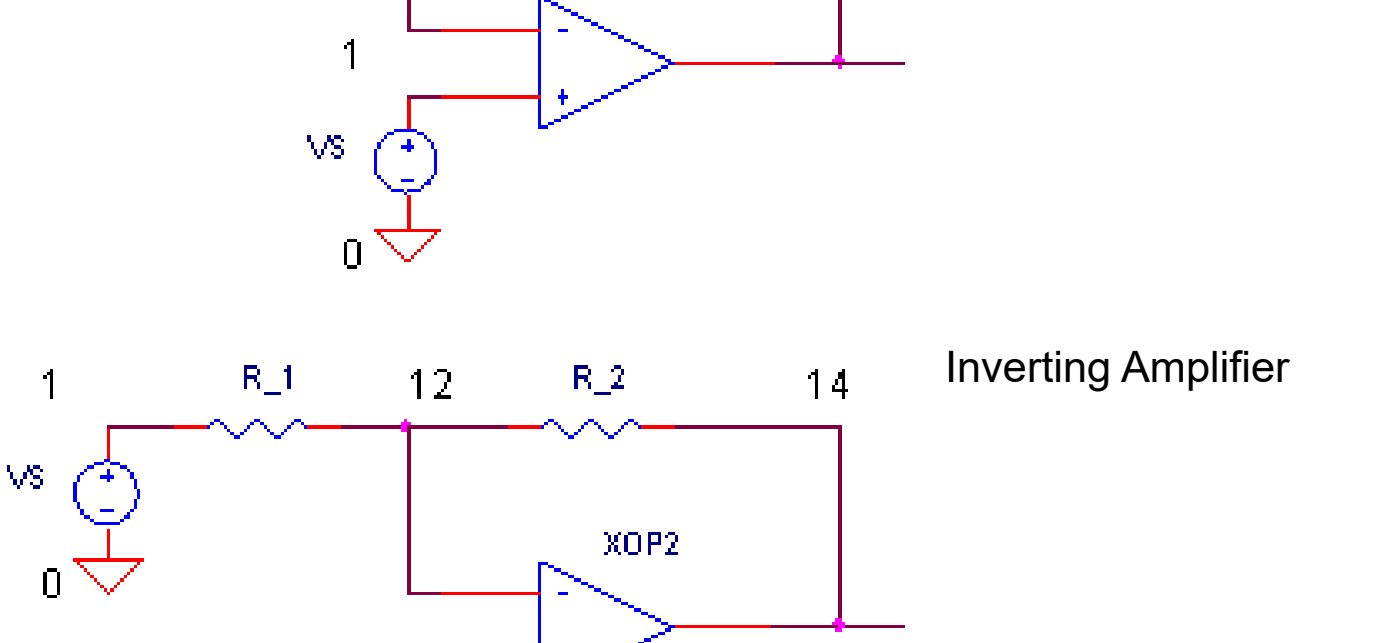 -
1
+
VS
+
-
0
1 R_1 12 R_2 14 Inverting Amplifier
VS
+
-
XOP2
0
-